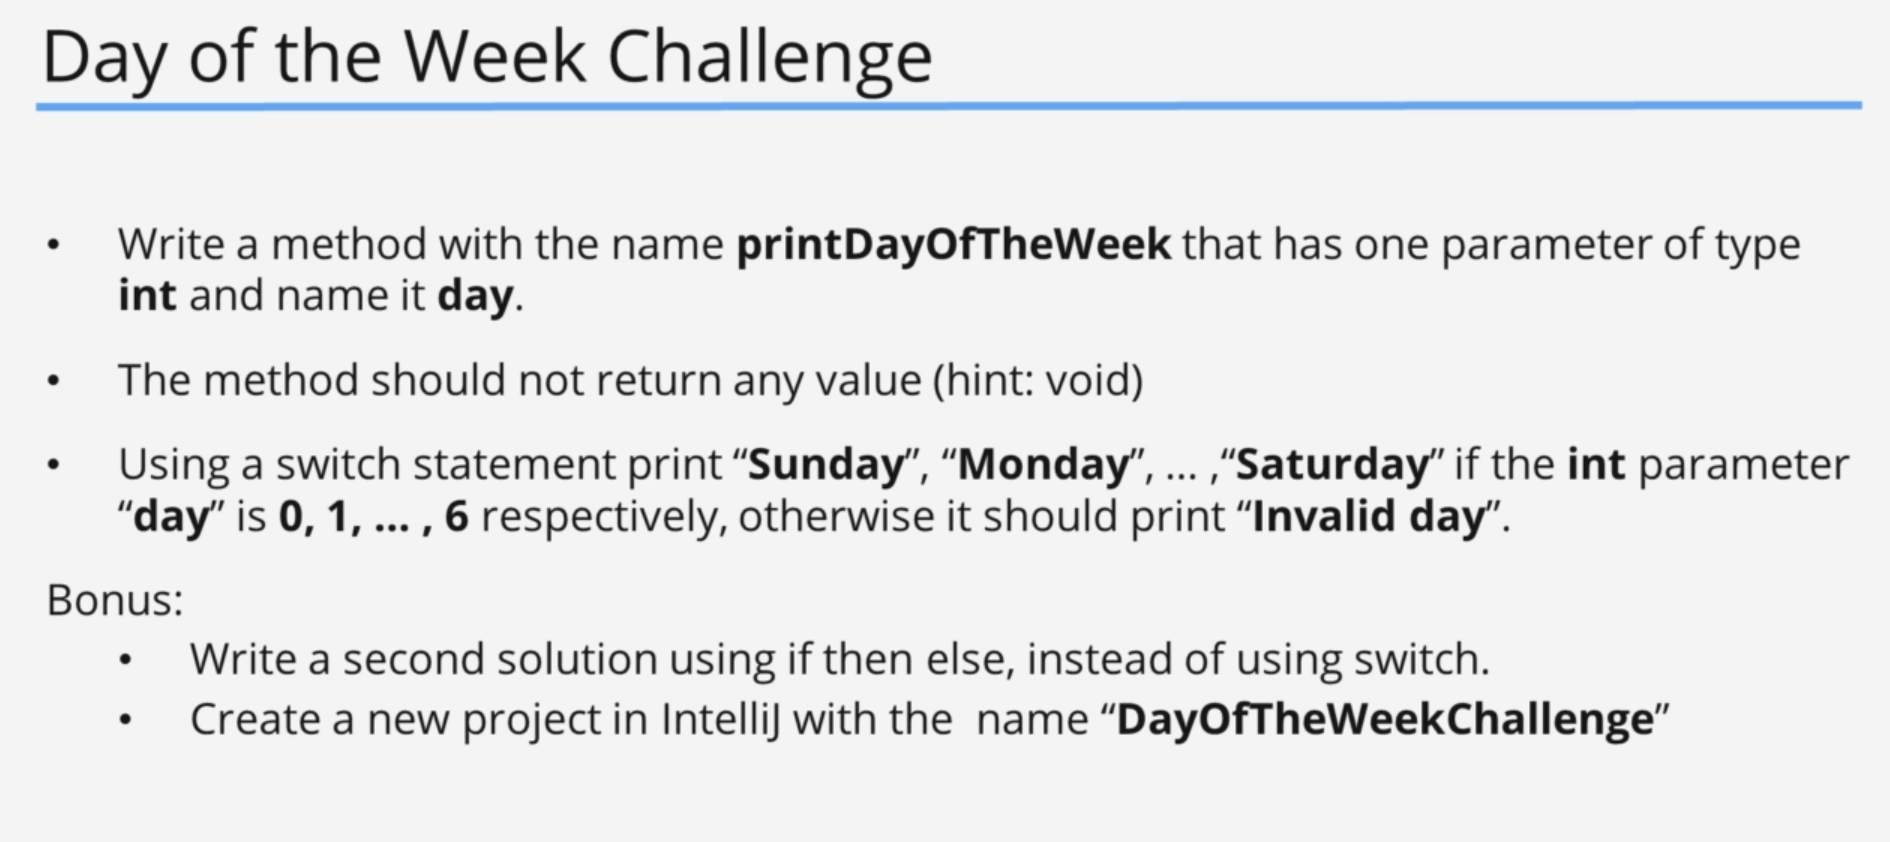 Day of the Week Challenge
• Write a method with the name printDayOfTheWeek that has one parameter of type
int and name it day.
• The method should not return any value (hint: void)
• Using a switch statement print “Sunday”, “Monday”, ... ,“Saturday” if the int parameter
“day” is 0, 1, ... , 6 respectively, otherwise it should print “Invalid day”.
Bonus:
• Write a second solution using if then else, instead of using switch.
• Create a new project in IntelliJ with the  name “DayOfTheWeekChallenge”